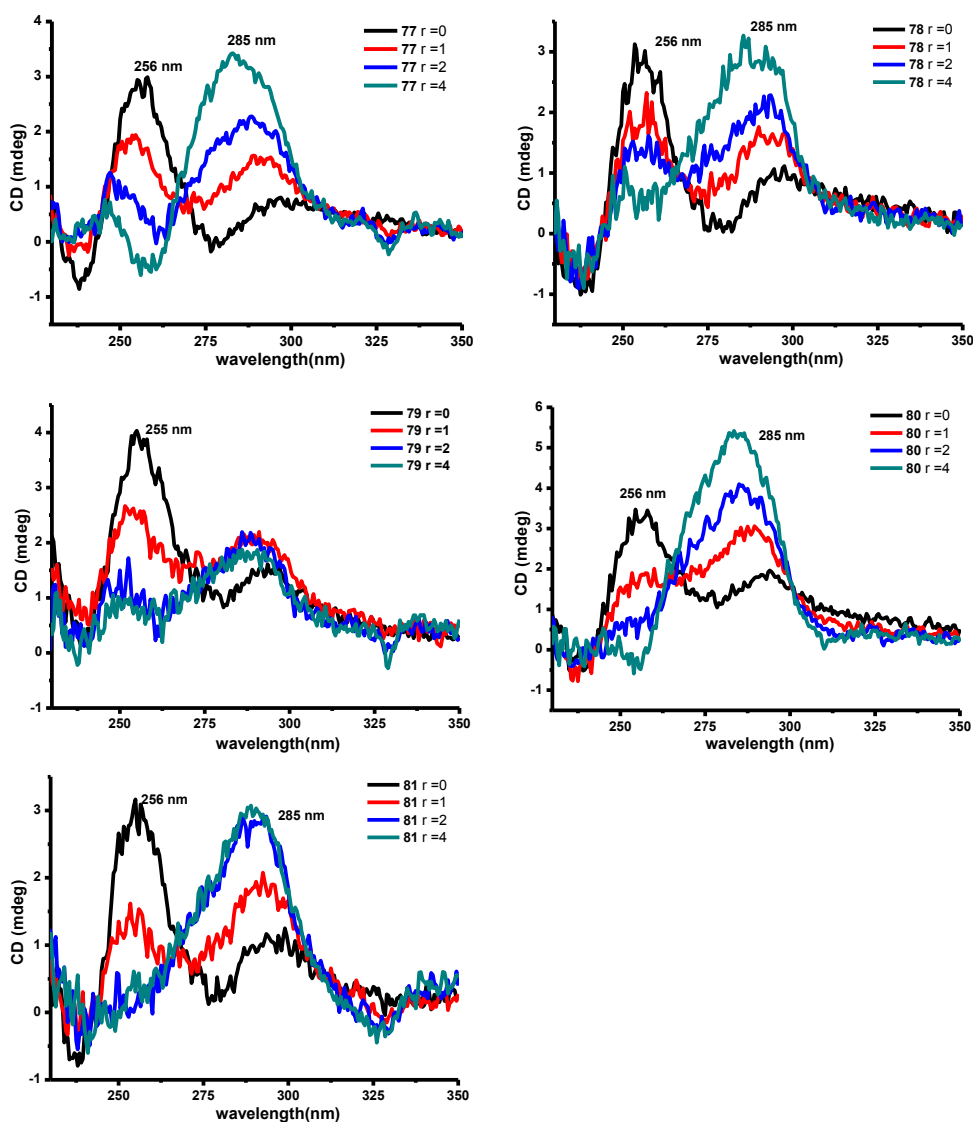 256 nm
285 nm
77 r =0
77 r =1
77 r =2
77 r =4
4
3
2
1
0
-1
CD (mdeg)
250
275
300
325
350
wavelength(nm)
256 nm
285 nm
78 r =0
78 r =1
78 r =2
78 r =4
3
2
1
0
-1
CD (mdeg)
250
275
300
325
350
wavelength(nm)
255 nm
79 r =0
79 r =1
79 r =2
79 r =4
4
3
2
1
0
-1
CD (mdeg)
250
275
300
325
350
wavelength(nm)
256 nm
285 nm
80 r =0
80 r =1
80 r =2
80 r =4
6
5
4
3
2
1
0
-1
CD (mdeg)
250
275
300
325
350
wavelength (nm)
256 nm
285 nm
81 r =0
81 r =1
81 r =2
81 r =4
3
2
1
0
-1
CD (mdeg)
250
275
300
325
350
wavelength(nm)